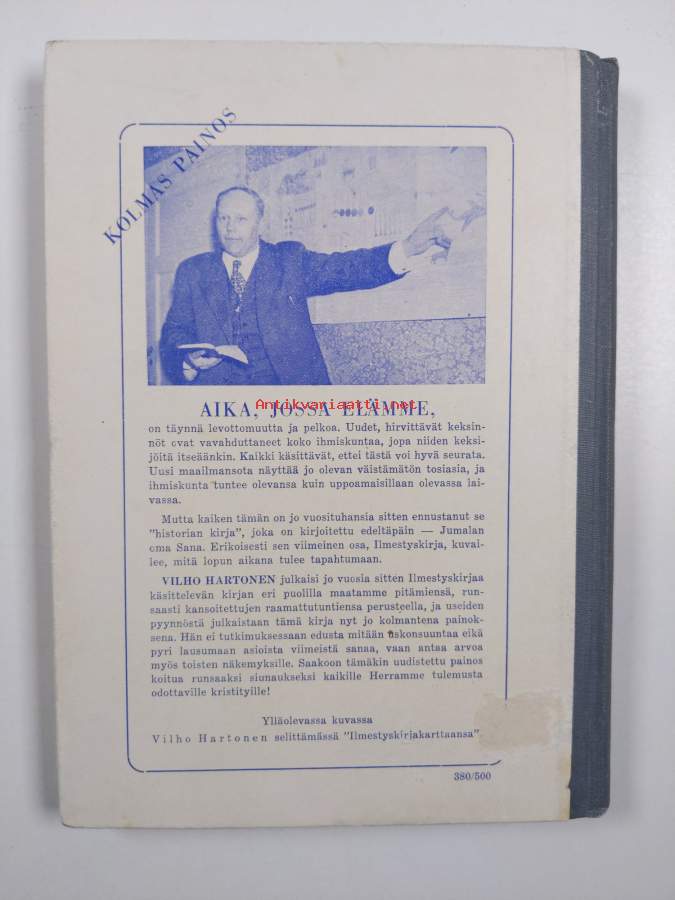 KOLMAS PAINOS
Antikvariaatti.net
AIKA, JOSSA ELÄMME,
on täynnä levottomuutta ja pelkoa. Uudet, hirvittävät keksin-
nöt ovat vavahduttaneet koko ihmiskuntaa, jopa niiden keksi-
jöitä itseäänkin. Kaikki käsittävät, ettei tästä voi hyvä seurata.
Uusi maailmansota näyttää jo olevan väistämätön tosiasia, ja
ihmiskunta tuntee olevansa kuin uppoamaisillaan olevassa lai-
vassa.
Mutta kaiken tämän on jo vuosituhansia sitten ennustanut se
"historian kirja", joka on kirjoitettu edeltäpäin — Jumalan
oma Sana. Erikoisesti sen viimeinen osa, Ilmestyskirja, kuvai-
lee, mitä lopun aikana tulee tapahtumaan.
VILHO HARTONEN julkaisi jo vuosia sitten Ilmestyskirjaa
käsittelevän kirjan eri puolilla maatamme pitämiensä, run-
saasti kansoitettujen raamattutuntiensa perusteella, ja useiden
pyynnöstä julkaistaan tämä kirja nyt jo kolmantena painok-
sena. Hän ei tutkimuksessaan edusta mitään uskonsuuntaa eikä
pyri lausumaan asioista viimeistä sanaa, vaan antaa arvoa
myös toisten näkemyksille. Saakoon tämäkin uudistettu painos
koitua runsaaksi siunaukseksi kaikille Herramme tulemusta
odottaville kristityille!
Ylläolevassa kuvassa
Vilho Hartonen selittämässä "Ilmestyskirjakarttaansa"
380/500